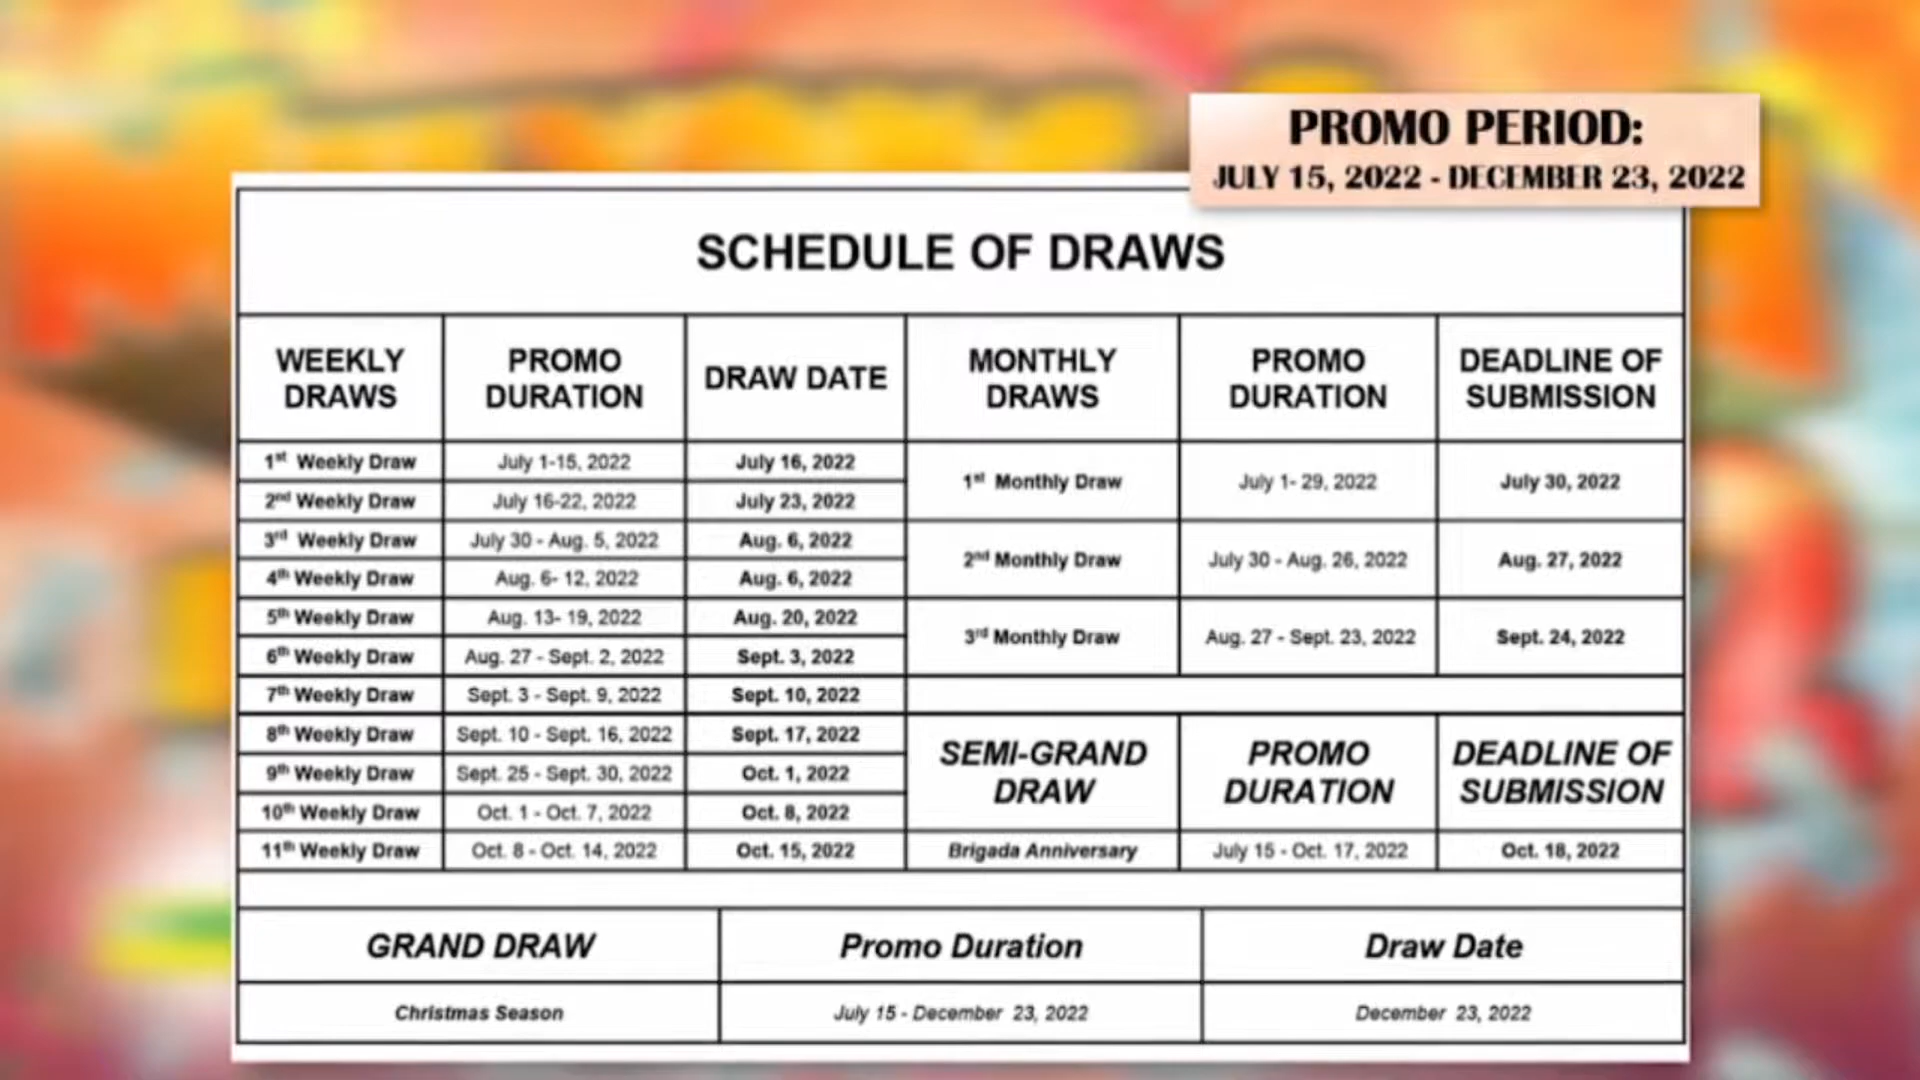 PROMO PERIOD:
JULY 15, 2022 - DECEMBER 23, 2022
SCHEDULE OF DRAWS
WEEKLY DRAWS | PROMO DURATION | DRAW DATE | MONTHLY DRAWS | PROMO DURATION | DEADLINE OF SUBMISSION
1st Weekly Draw | July 1-15, 2022 | July 16, 2022 | 1st Monthly Draw | July 1- 29, 2022 | July 30, 2022
2nd Weekly Draw | July 16-22, 2022 | July 23, 2022
3rd Weekly Draw | July 30 - Aug. 5, 2022 | Aug. 6, 2022 | 2nd Monthly Draw | July 30 - Aug. 26, 2022 | Aug. 27, 2022
4th Weekly Draw | Aug. 6- 12, 2022 | Aug. 6, 2022
5th Weekly Draw | Aug. 13- 19, 2022 | Aug. 20, 2022 | 3rd Monthly Draw | Aug. 27 - Sept. 23, 2022 | Sept. 24, 2022
6th Weekly Draw | Aug. 27 - Sept. 2, 2022 | Sept. 3, 2022
7th Weekly Draw | Sept. 3 - Sept. 9, 2022 | Sept. 10, 2022
8th Weekly Draw | Sept. 10 - Sept. 16, 2022 | Sept. 17, 2022 | SEMI-GRAND DRAW | PROMO DURATION | DEADLINE OF SUBMISSION
9th Weekly Draw | Sept. 25 - Sept. 30, 2022 | Oct. 1, 2022
10th Weekly Draw | Oct. 1 - Oct. 7, 2022 | Oct. 8, 2022
11th Weekly Draw | Oct. 8 - Oct. 14, 2022 | Oct. 15, 2022 | Brigada Anniversary | July 15 - Oct. 17, 2022 | Oct. 18, 2022
GRAND DRAW | Promo Duration | Draw Date
Christmas Season | July 15 - December 23, 2022 | December 23, 2022